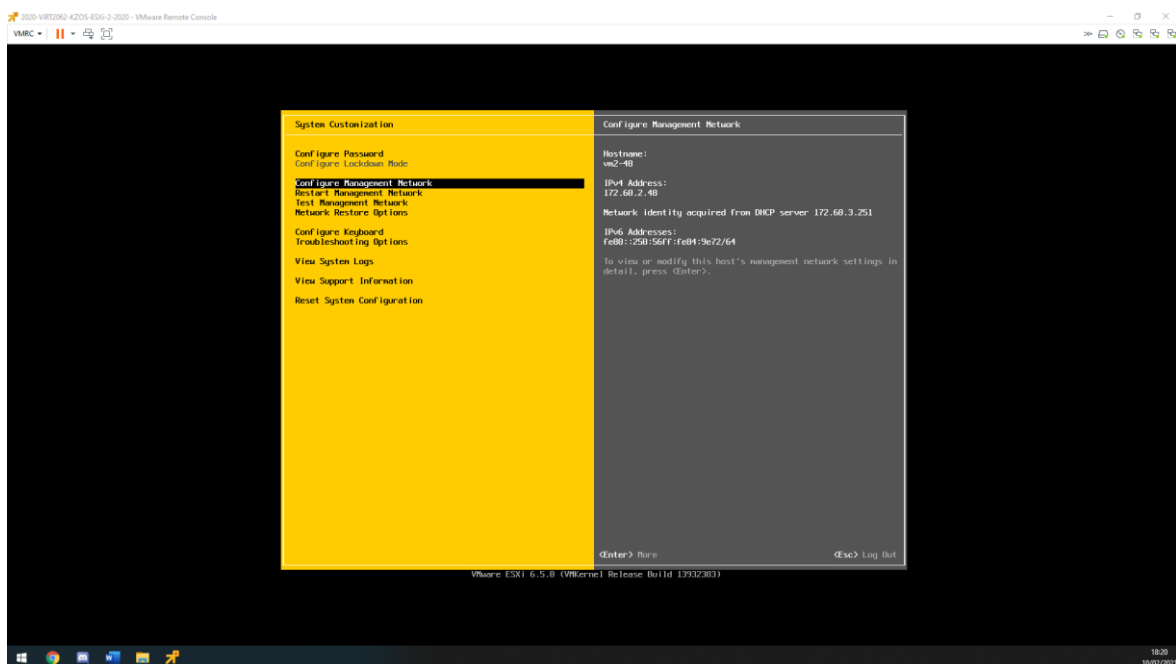 2020-VIRT2062-KZOS-ESXi-2-2020 - VMware Remote Console
VMRC
System Customization
Configure Password
Configure Lockdown Mode
Configure Management Network
Restart Management Network
Test Management Network
Network Restore Options
Configure Keyboard
Troubleshooting Options
View System Logs
View Support Information
Reset System Configuration
Configure Management Network
Hostname:
vm2-48
IPv4 Address:
172.60.2.48
Network identity acquired from DHCP server 172.60.3.251
IPv6 Addresses:
fe80::250:56ff:fe84:9e72/64
To view or modify this host's management network settings in
detail, press <Enter>.
<Enter> More
<Esc> Log Out
VMware ESXi 6.5.0 (VMKernel Release Build 13932383)
18:20